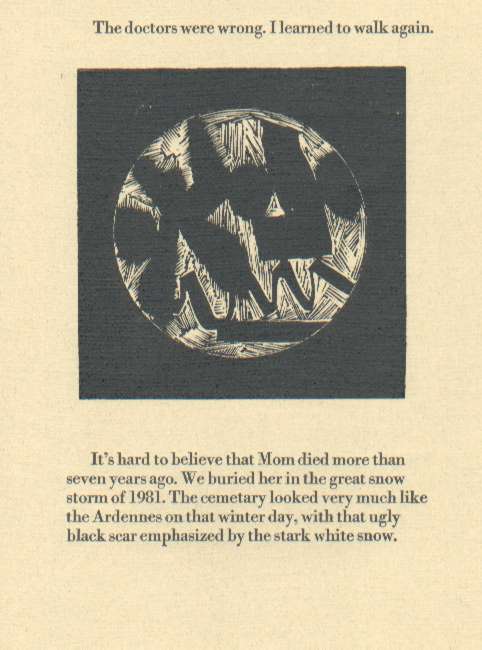 The doctors were wrong. I learned to walk again.
It's hard to believe that Mom died more than
seven years ago. We buried her in the great snow
storm of 1981. The cemetary looked very much like
the Ardennes on that winter day, with that ugly
black scar emphasized by the stark white snow.